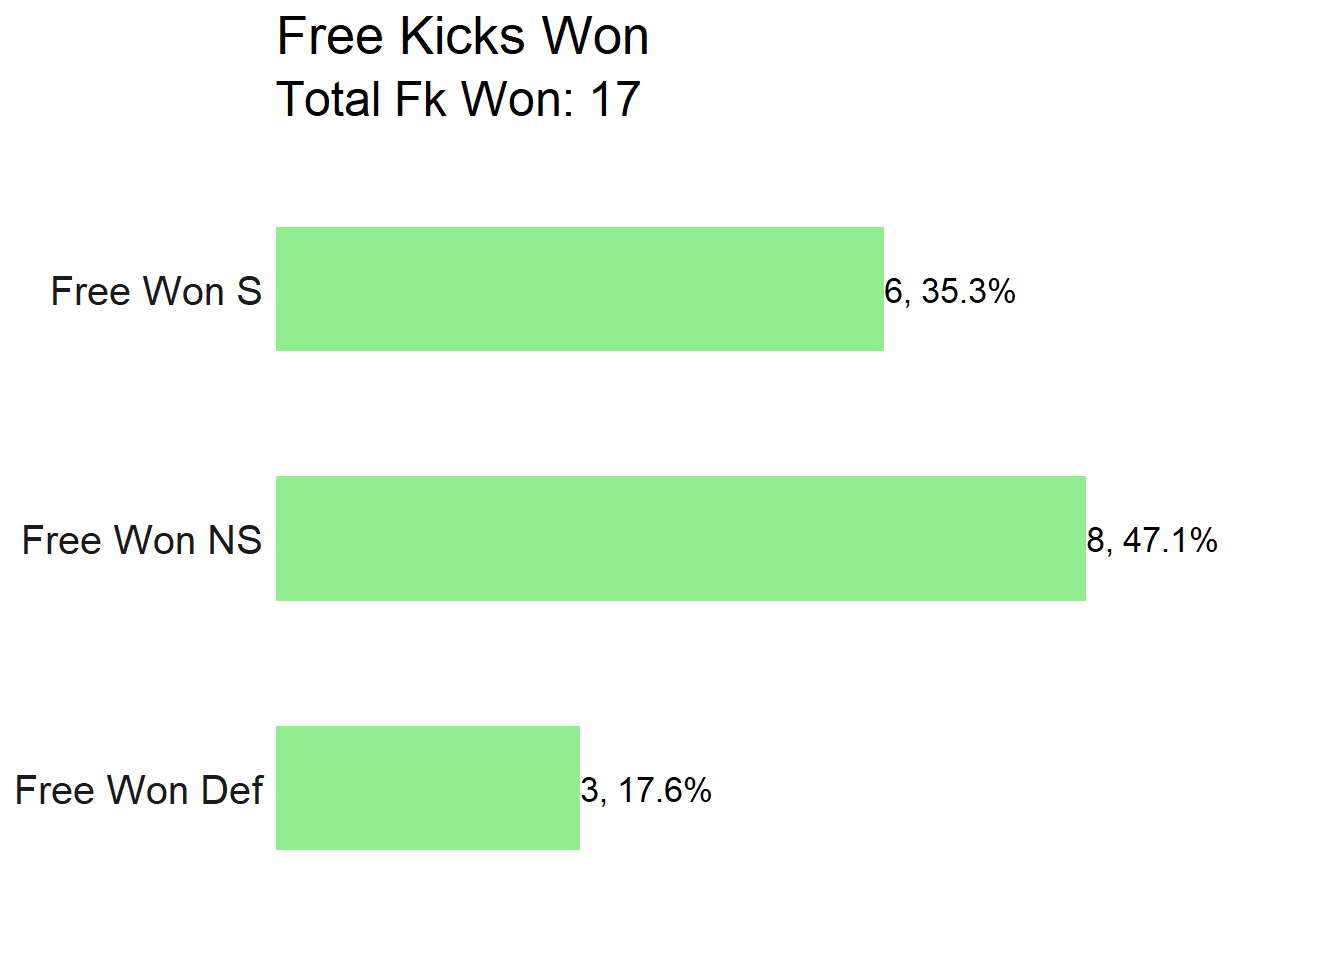 Free Kicks Won
Total Fk Won: 17
Free Won S
6, 35.3%
Free Won NS
8, 47.1%
Free Won Def
3, 17.6%